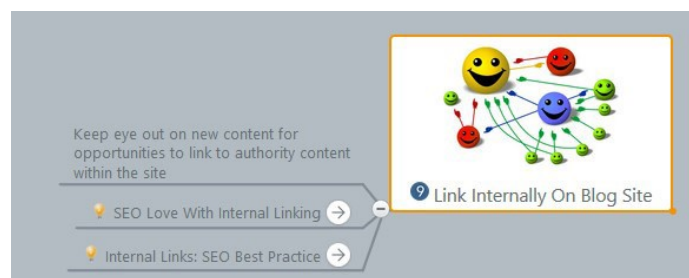 Keep eye out on new content for
opportunities to link to authority content
within the site
SEO Love With Internal Linking
Internal Links: SEO Best Practice
9 Link Internally On Blog Site